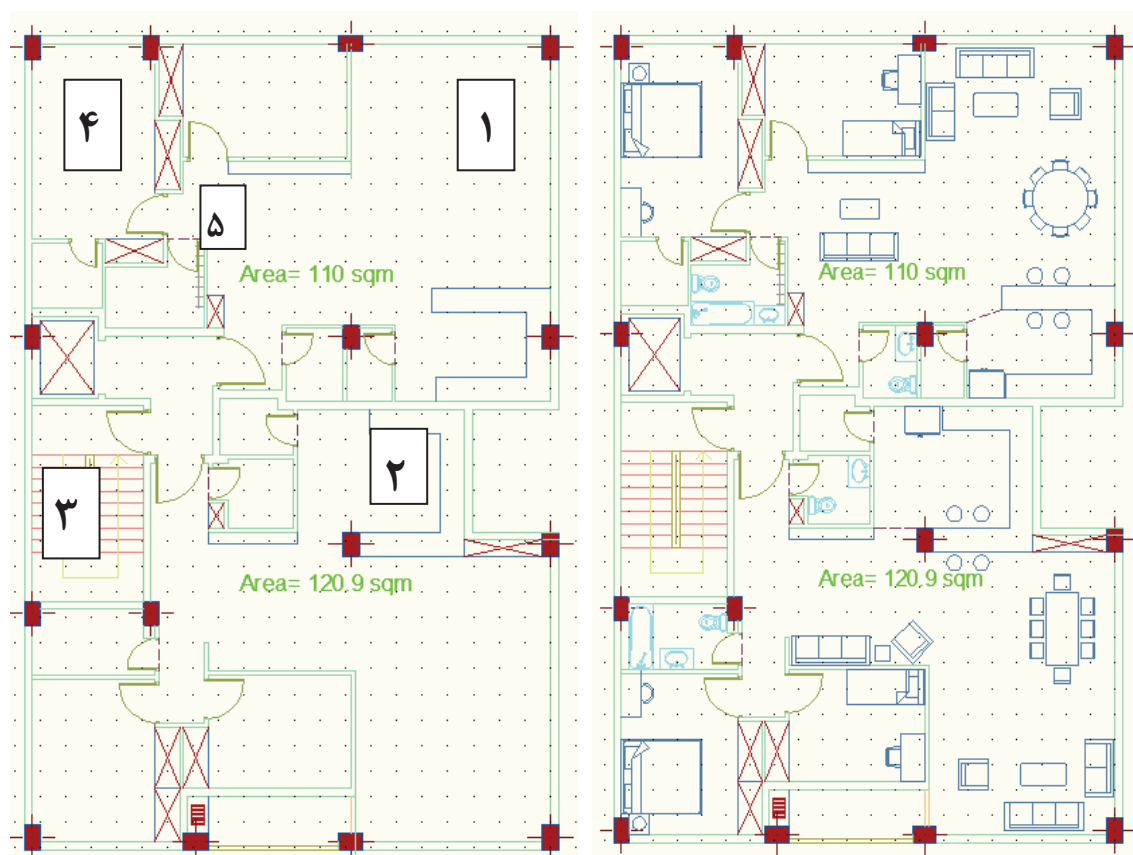 ۴
۱
۵
Area= 110 sqm
Area= 110 sqm
۲
۳
Area= 120.9 sqm
Area= 120.9 sqm